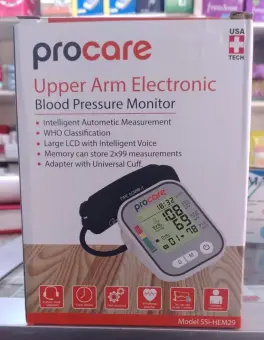 procare
USA
TECH
Upper Arm Electronic
Blood Pressure Monitor
• Intelligent Automatic Measurement
• WHO Classification
• Large LCD with Intelligent Voice
• Memory can store 2x99 measurements
• Adapter with Universal Cuff
procare
Model SSI-HEM20